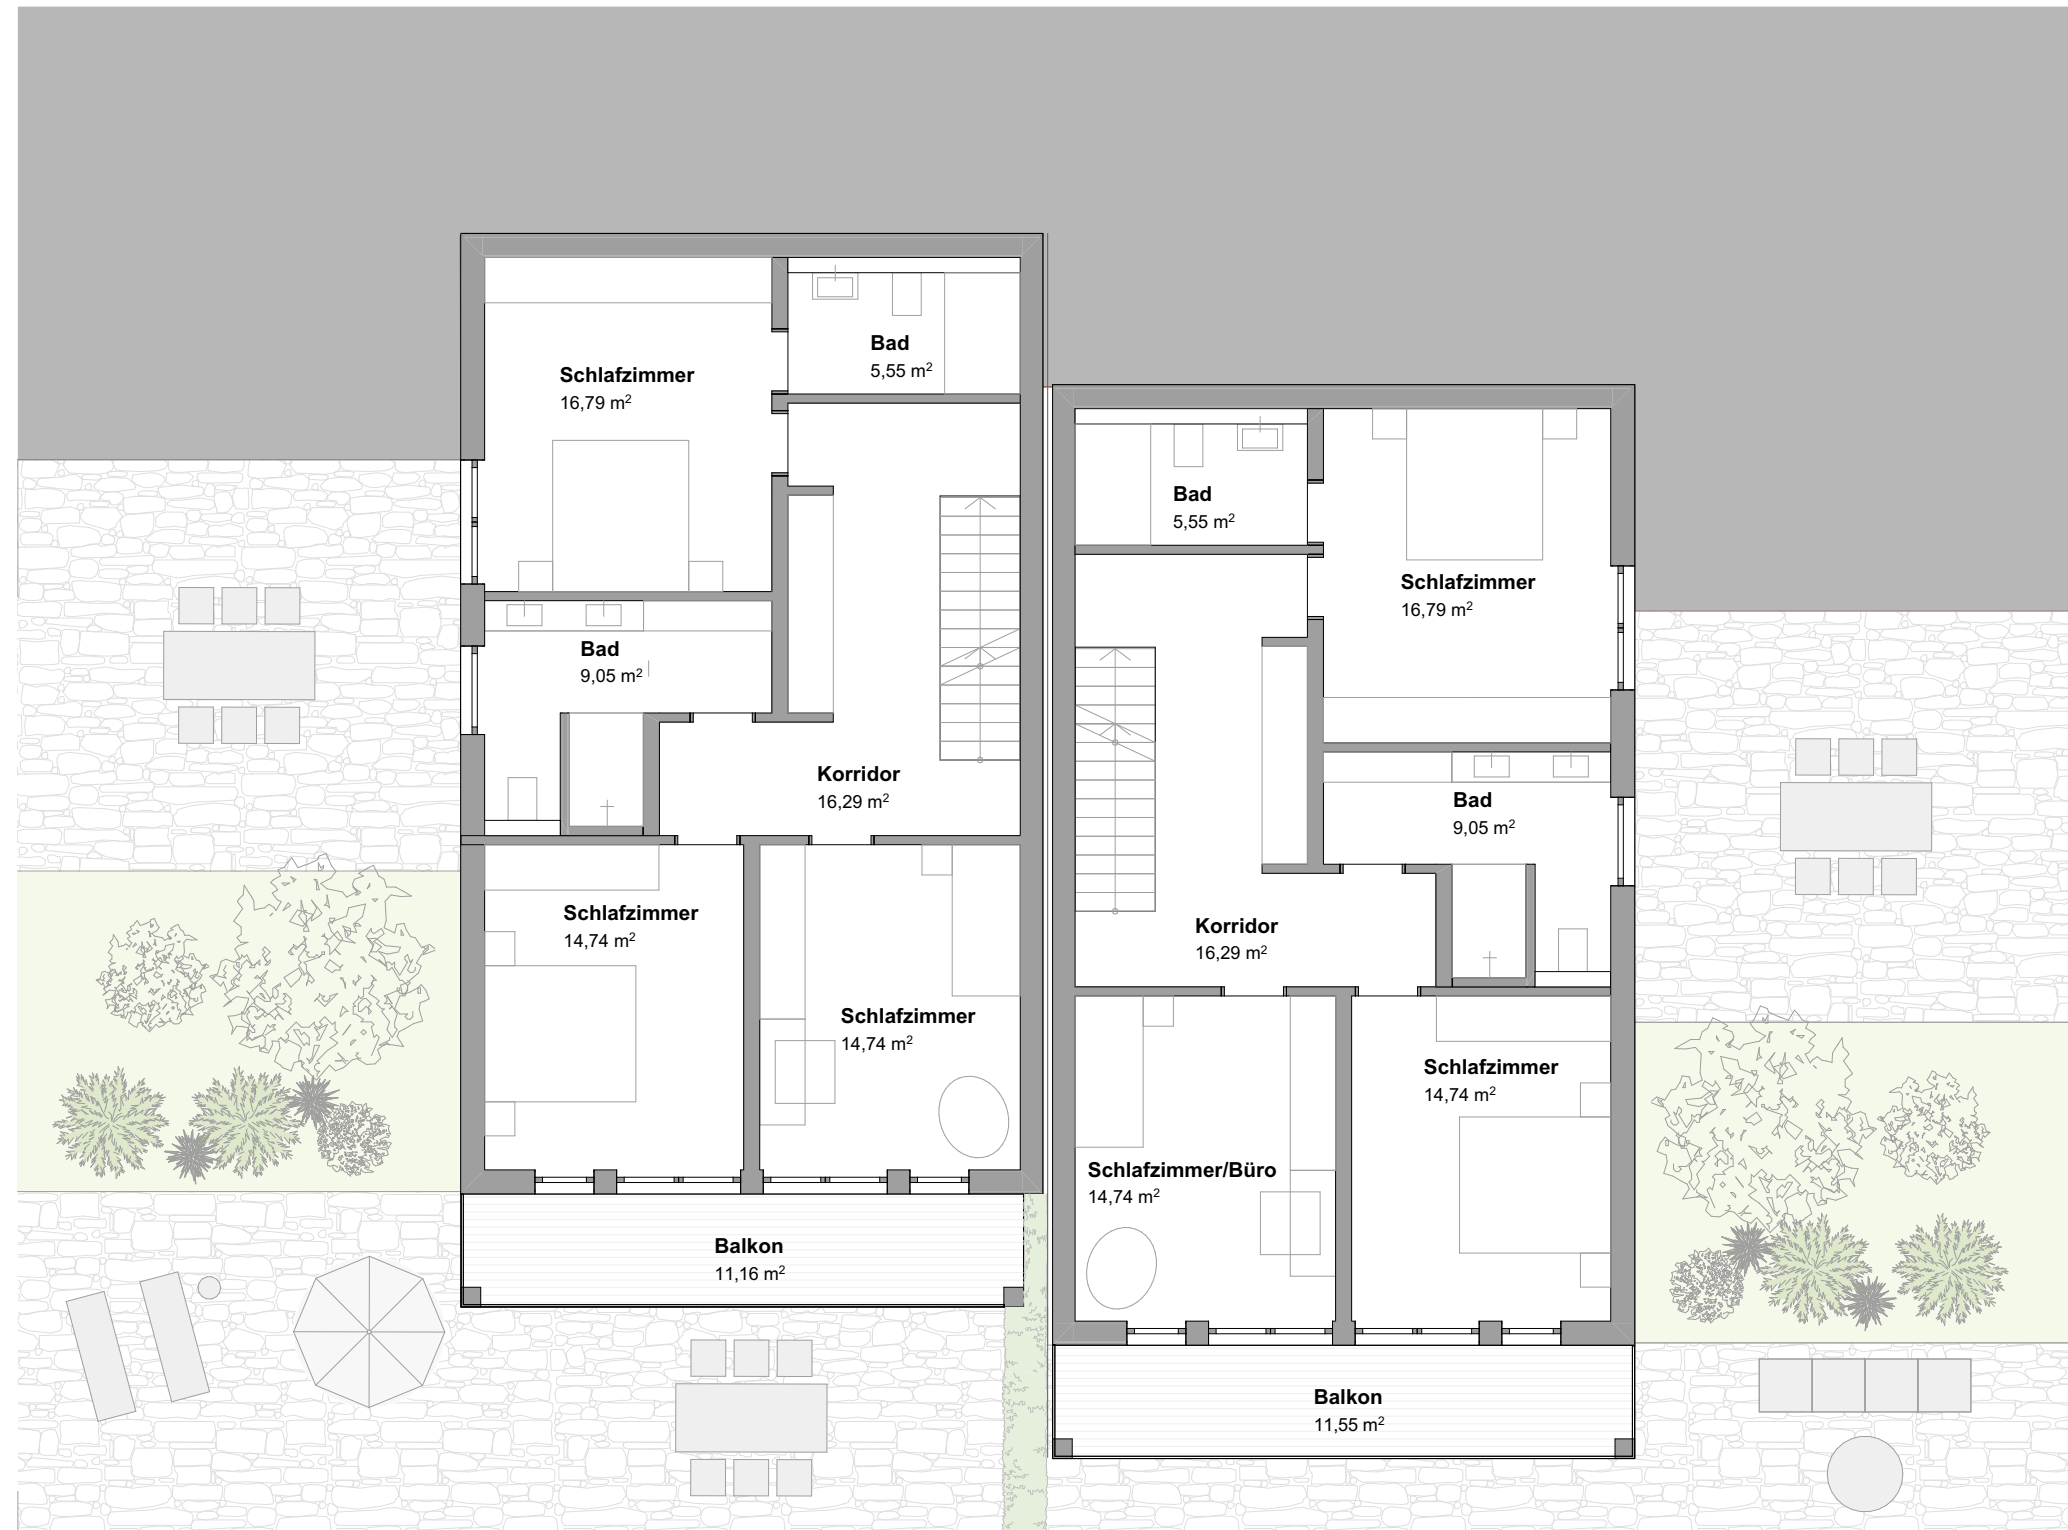 Bad
5,55 m²
Schlafzimmer
16,79 m²
Bad
9,05 m²
Korridor
16,29 m²
Schlafzimmer
14,74 m²
Schlafzimmer
14,74 m²
Balkon
11,16 m²
Bad
5,55 m²
Schlafzimmer
16,79 m²
Bad
9,05 m²
Korridor
16,29 m²
Schlafzimmer
14,74 m²
Schlafzimmer/Büro
14,74 m²
Balkon
11,55 m²